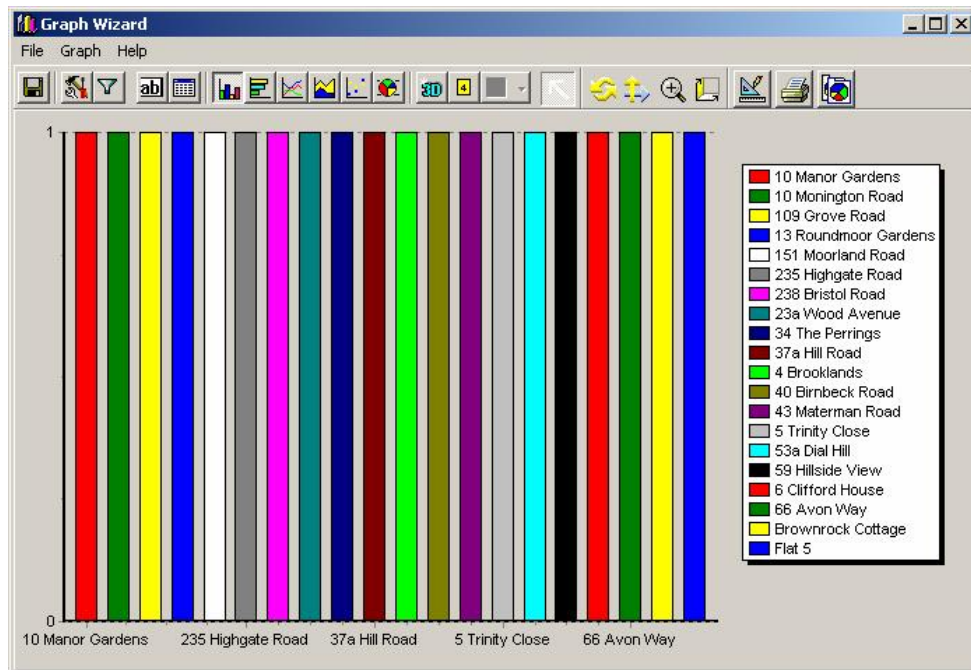 Graph Wizard
File Graph Help
ab 3D 4
1
0
10 Manor Gardens 235 Highgate Road 37a Hill Road 5 Trinity Close 66 Avon Way
10 Manor Gardens
10 Monington Road
109 Grove Road
13 Roundmoor Gardens
151 Moorland Road
235 Highgate Road
238 Bristol Road
23a Wood Avenue
34 The Perrings
37a Hill Road
4 Brooklands
40 Birnbeck Road
43 Materman Road
5 Trinity Close
53a Dial Hill
59 Hillside View
6 Clifford House
66 Avon Way
Brownrock Cottage
Flat 5